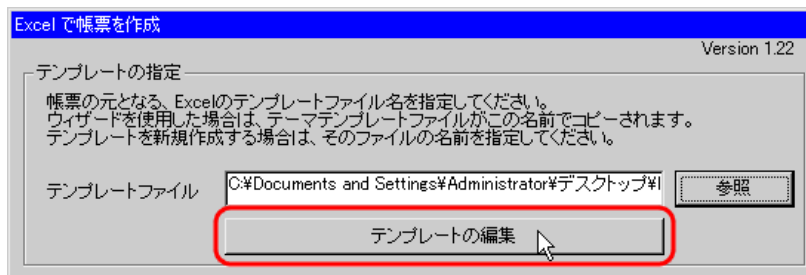 Excel で帳票を作成
Version 1.22
テンプレートの指定
帳票の元となる、Excelのテンプレートファイル名を指定してください。
ウィザードを使用した場合は、テーマテンプレートファイルがこの名前でコピーされます。
テンプレートを新規作成する場合は、そのファイルの名前を指定してください。
テンプレートファイル C:¥Documents and Settings¥Administrator¥デスクトップ¥I 参照
テンプレートの編集